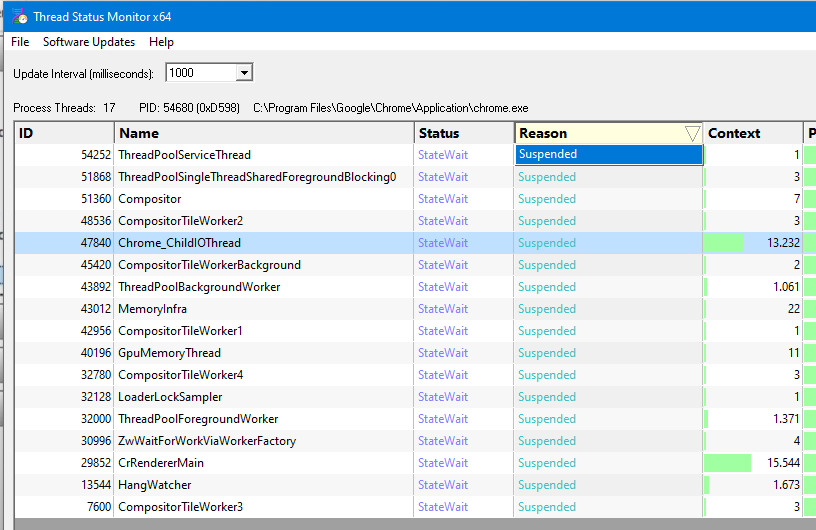 Thread Status Monitor x64
File Software Updates Help
Update Interval (milliseconds): 1000
Process Threads: 17 PID: 54680 (0xD598) C:\Program Files\Google\Chrome\Application\chrome.exe
ID Name Status Reason Context P
54252 ThreadPoolServiceThread StateWait Suspended 1
51868 ThreadPoolSingleThreadSharedForegroundBlocking0 StateWait Suspended 3
51360 Compositor StateWait Suspended 7
48536 CompositorTileWorker2 StateWait Suspended 3
47840 Chrome_ChildIOThread StateWait Suspended 13.232
45420 CompositorTileWorkerBackground StateWait Suspended 2
43892 ThreadPoolBackgroundWorker StateWait Suspended 1.061
43012 MemoryInfra StateWait Suspended 22
42956 CompositorTileWorker1 StateWait Suspended 1
40196 GpuMemoryThread StateWait Suspended 11
32780 CompositorTileWorker4 StateWait Suspended 3
32128 LoaderLockSampler StateWait Suspended 1
32000 ThreadPoolForegroundWorker StateWait Suspended 1.371
30996 ZwWaitForWorkViaWorkerFactory StateWait Suspended 4
29852 CrRendererMain StateWait Suspended 15.544
13544 HangWatcher StateWait Suspended 1.673
7600 CompositorTileWorker3 StateWait Suspended 3